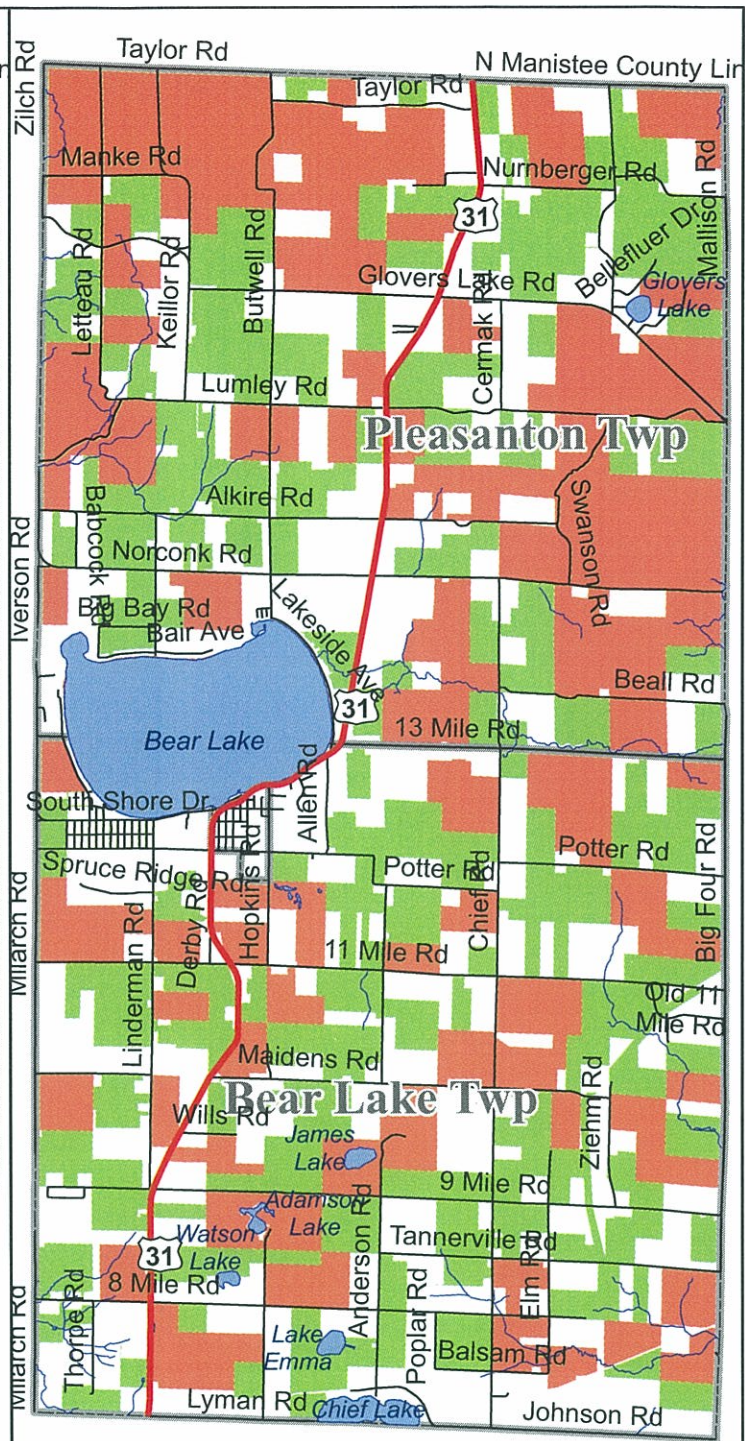 Taylor Rd
N Manistee County Lin
Zilch Rd
Taylor Rd
Manke Rd
Nurnberger Rd
Mallison Rd
31
Bellefluer Dr
Letteau Rd
Keillor Rd
Butwell Rd
Glovers Lake Rd
Glovers
Lake
Cermak Rd
Lumley Rd
Pleasanton Twp
Alkire Rd
Swanson Rd
Babcock Rd
Norconk Rd
Iverson Rd
Big Bay Rd
Bair Ave
Lakeside Ave
Beall Rd
31
13 Mile Rd
Bear Lake
Allen Rd
South Shore Dr
Potter Rd
Big Four Rd
Spruce Ridge Rd
Hopkins Rd
Potter Rd
Chief Rd
Milarch Rd
Derby Rd
11 Mile Rd
Linderman Rd
Old 11
Mile Rd
Maidens Rd
Ziehm Rd
Bear Lake Twp
Wills Rd
James
Lake
9 Mile Rd
Adamson
Lake
Anderson Rd
Tannerville Rd
Watson
Lake
31
8 Mile Rd
Elm Rd
Milarch Rd
Thorpe Rd
Poplar Rd
Lake
Emma
Balsam Rd
Lyman Rd
Chief Lake
Johnson Rd